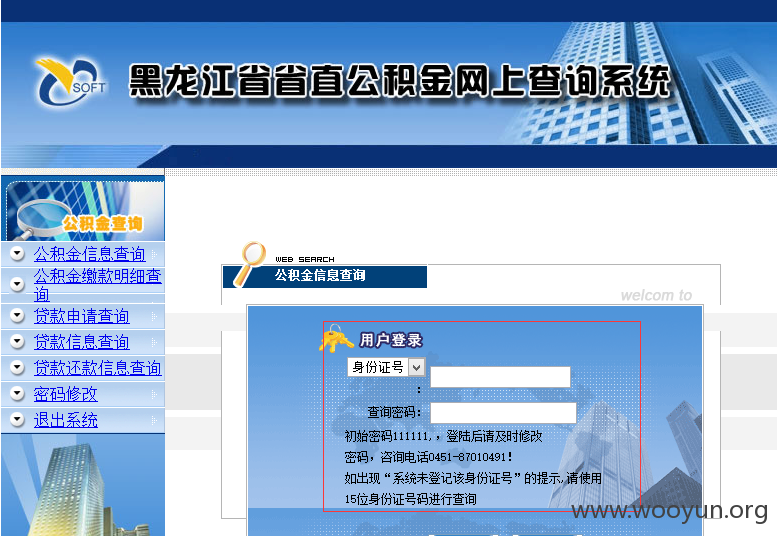 SOFT
黑龙江省省直公积金网上查询系统
公积金查询
公积金信息查询
公积金缴款明细查
询
贷款申请查询
贷款信息查询
贷款还款信息查询
密码修改
退出系统
WEB SEARCH
公积金信息查询
welcom to
用户登录
身份证号
:
查询密码:
初始密码111111,，登陆后请及时修改
密码，咨询电话0451-87010491！
如出现“系统未登记该身份证号”的提示,请使用
15位身份证号码进行查询
www.wooyun.org